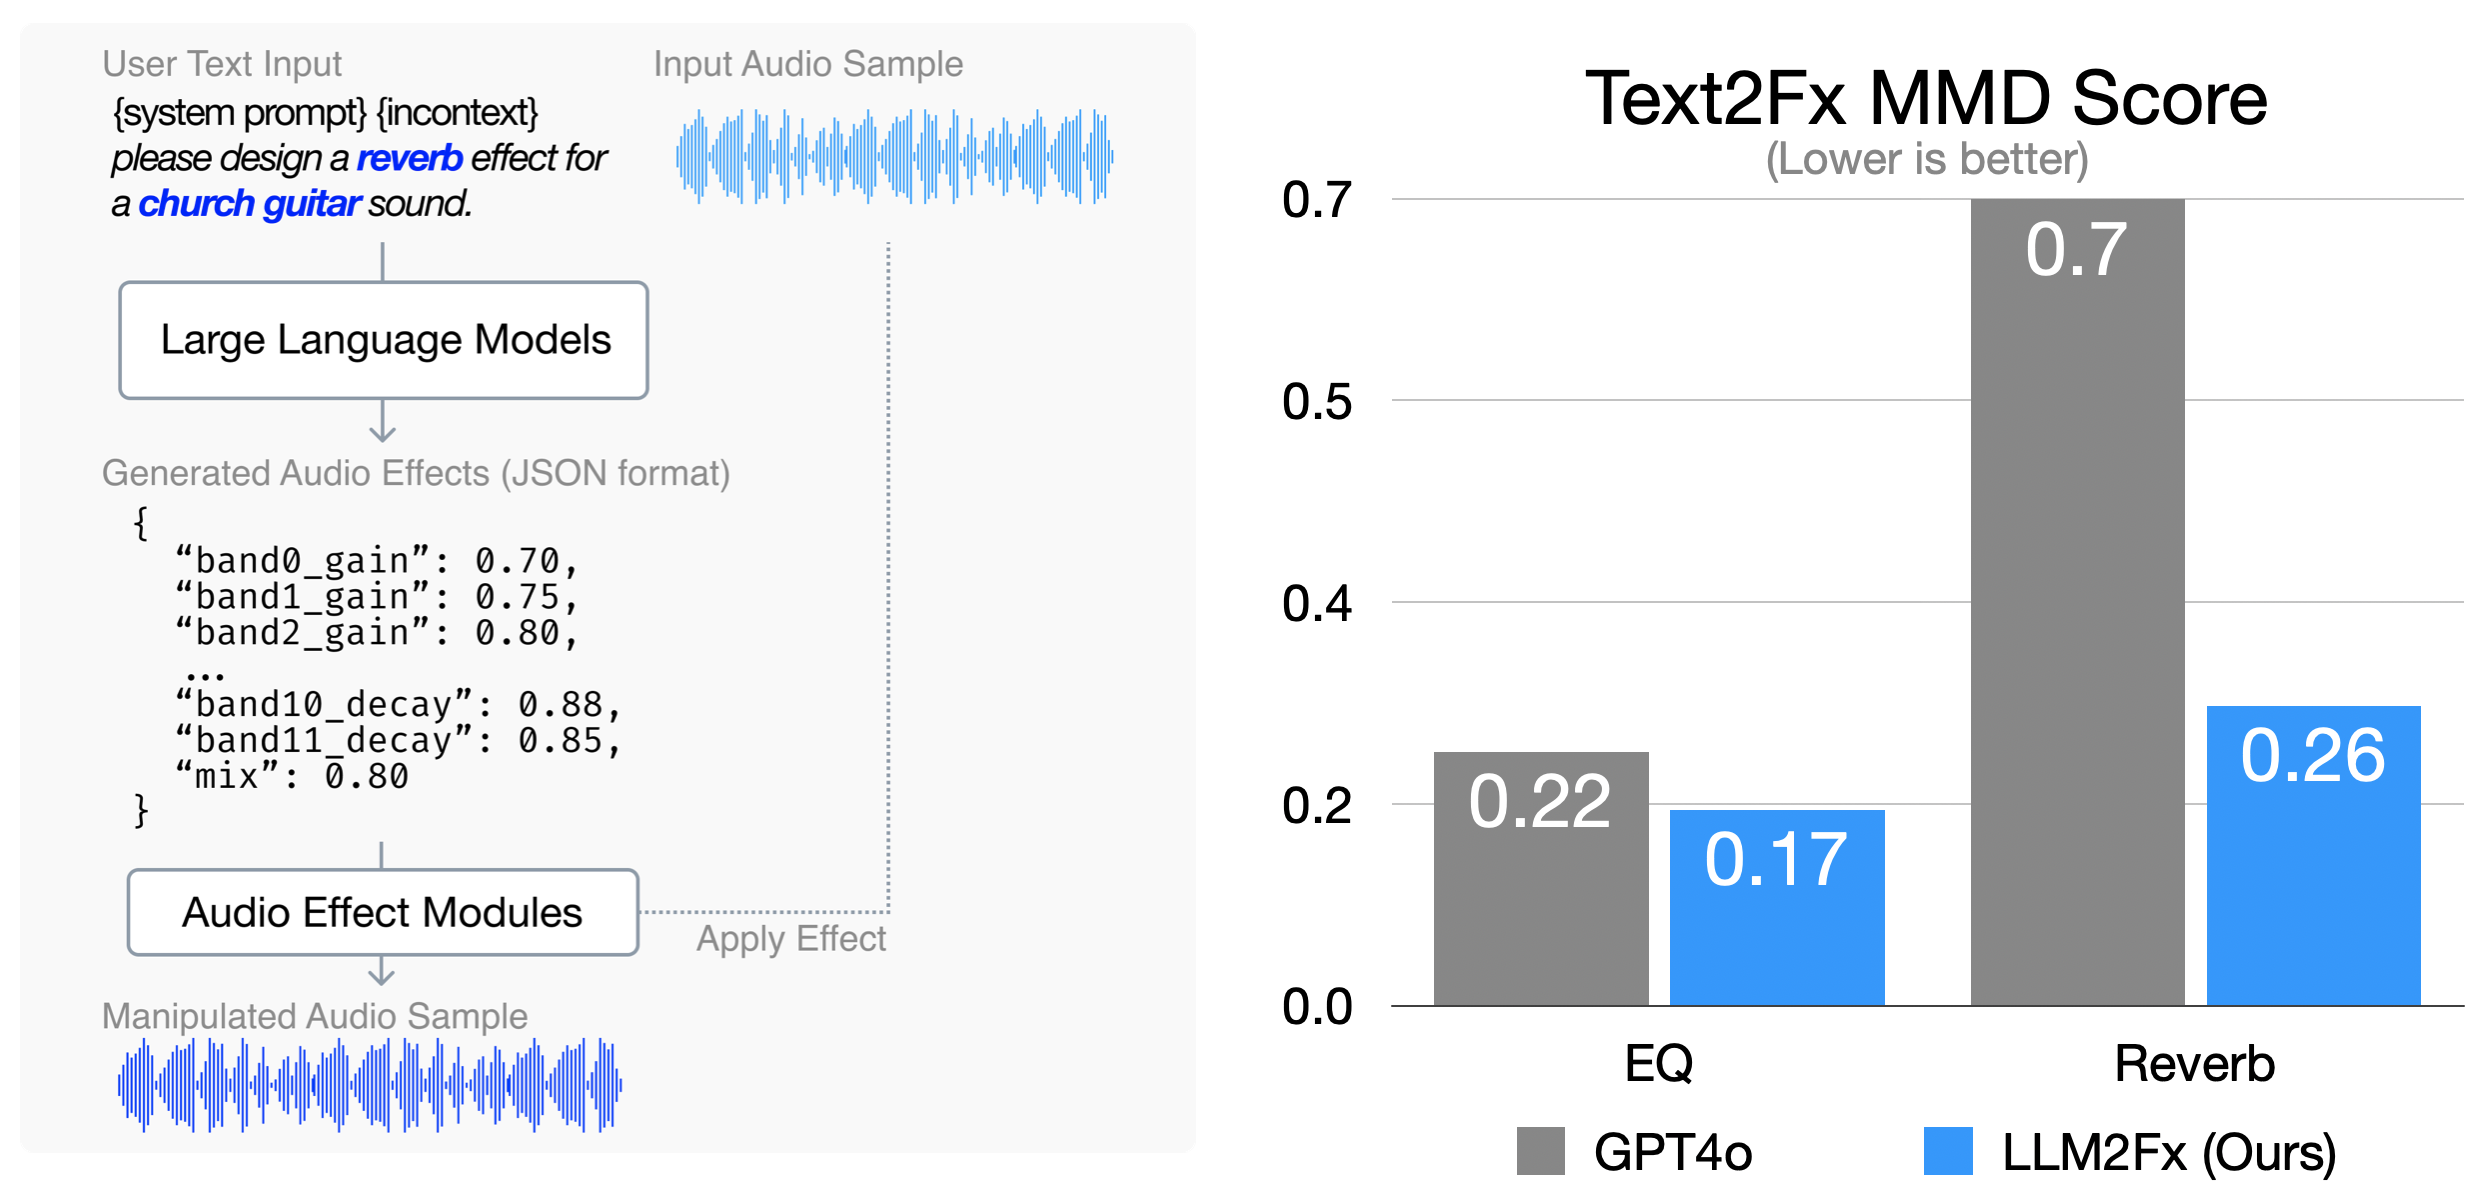 User Text Input
{system prompt} {incontext}
please design a reverb effect for
a church guitar sound.
Input Audio Sample
Large Language Models
Generated Audio Effects (JSON format)
{
“band0_gain”: 0.70,
“band1_gain”: 0.75,
“band2_gain”: 0.80,
...
“band10_decay”: 0.88,
“band11_decay”: 0.85,
“mix”: 0.80
}
Audio Effect Modules
Apply Effect
Manipulated Audio Sample
Text2Fx MMD Score
(Lower is better)
0.7
0.5
0.4
0.2
0.0
0.22
0.17
0.7
0.26
EQ
Reverb
GPT4o
LLM2Fx (Ours)